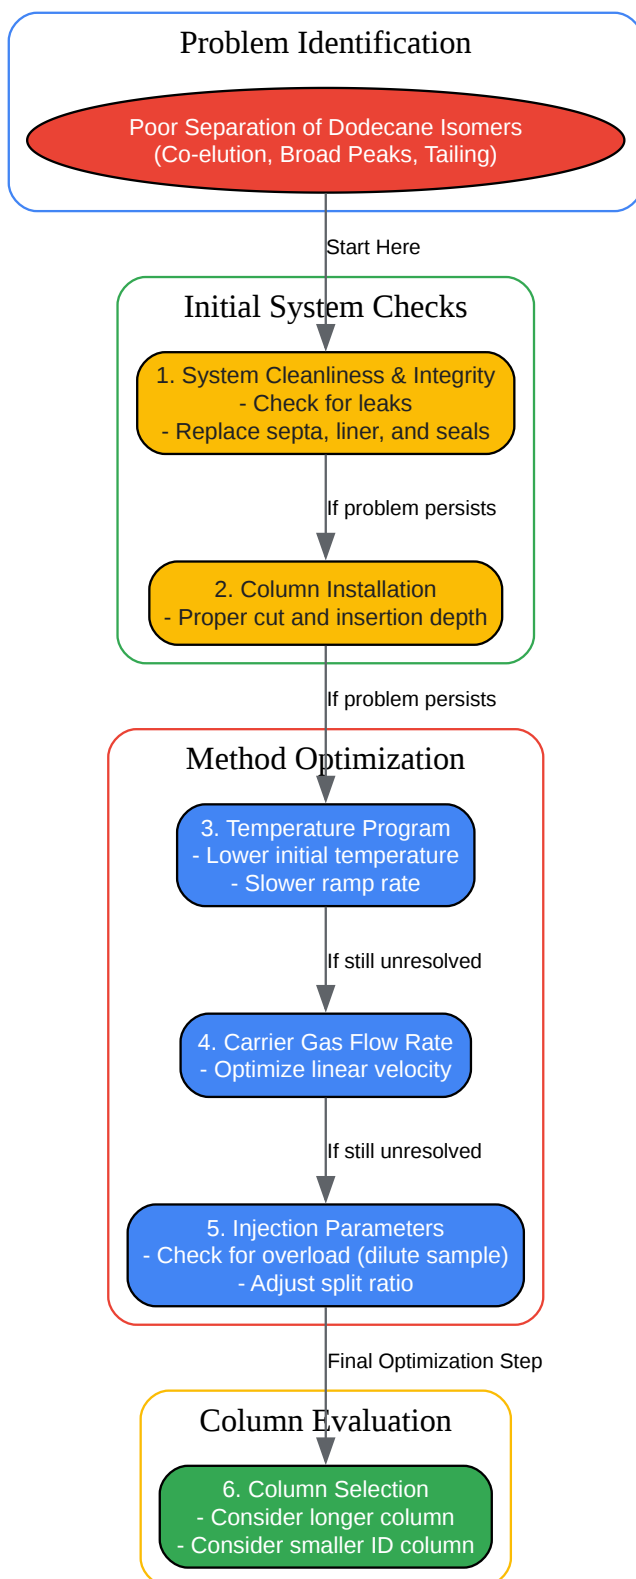 Problem Identification
Poor Separation of Dodecane Isomers
(Co-elution, Broad Peaks, Tailing)
Start Here
Initial System Checks
1. System Cleanliness & Integrity
- Check for leaks
- Replace septa, liner, and seals
If problem persists
2. Column Installation
- Proper cut and insertion depth
If problem persists
Method Optimization
3. Temperature Program
- Lower initial temperature
- Slower ramp rate
If still unresolved
4. Carrier Gas Flow Rate
- Optimize linear velocity
If still unresolved
5. Injection Parameters
- Check for overload (dilute sample)
- Adjust split ratio
Final Optimization Step
Column Evaluation
6. Column Selection
- Consider longer column
- Consider smaller ID column